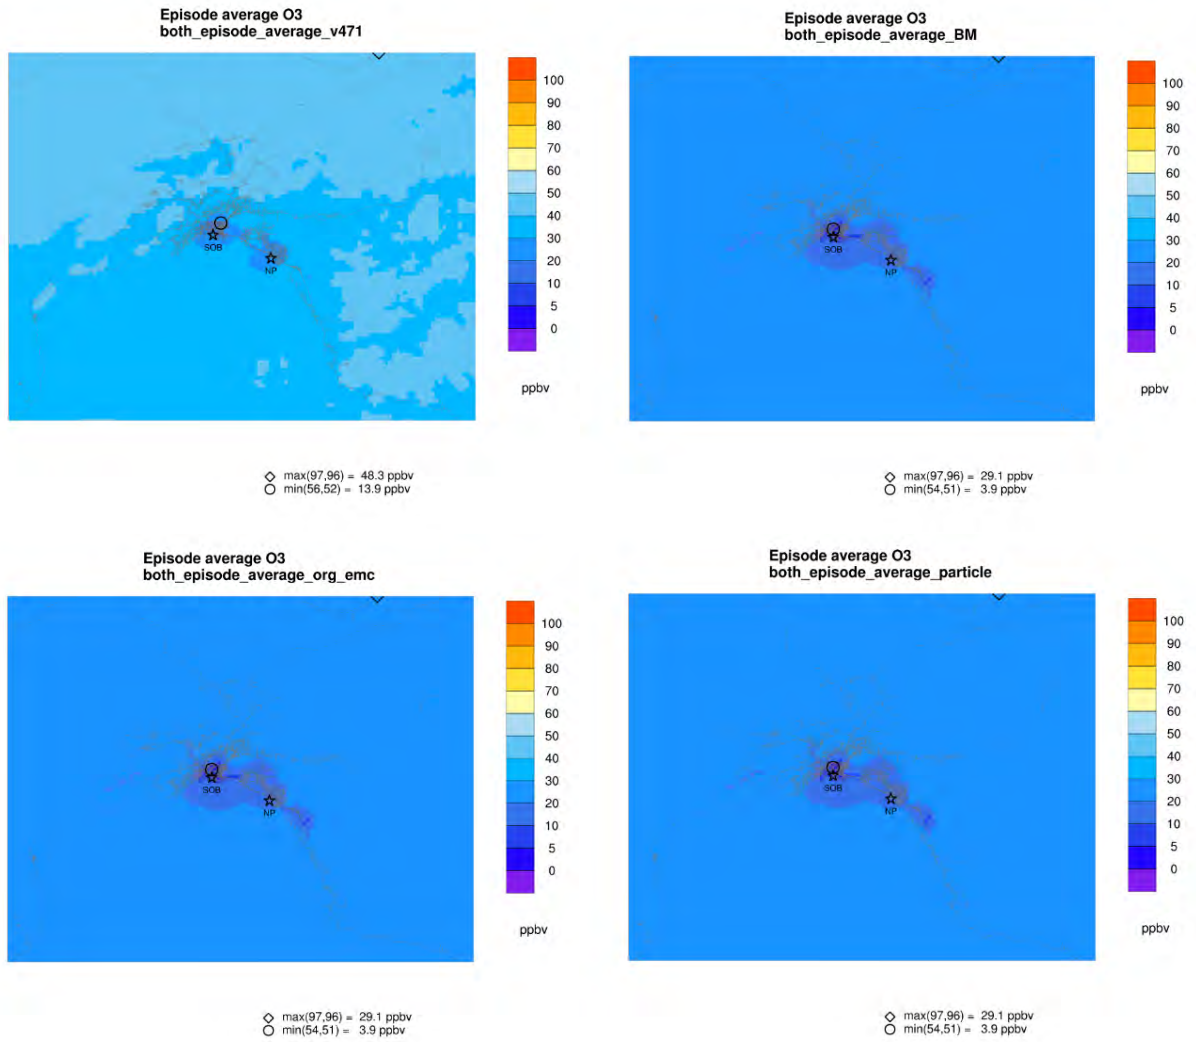 Episode average O3
both_episode_average_v471
100
90
80
70
60
50
40
30
20
10
5
0
ppbv
SOB
NP
max(97,96) = 48.3 ppbv
min(56,52) = 13.9 ppbv
Episode average O3
both_episode_average_BM
100
90
80
70
60
50
40
30
20
10
5
0
ppbv
SOB
NP
max(97,96) = 29.1 ppbv
min(54,51) = 3.9 ppbv
Episode average O3
both_episode_average_org_emc
100
90
80
70
60
50
40
30
20
10
5
0
ppbv
SOB
NP
max(97,96) = 29.1 ppbv
min(54,51) = 3.9 ppbv
Episode average O3
both_episode_average_particle
100
90
80
70
60
50
40
30
20
10
5
0
ppbv
SOB
NP
max(97,96) = 29.1 ppbv
min(54,51) = 3.9 ppbv